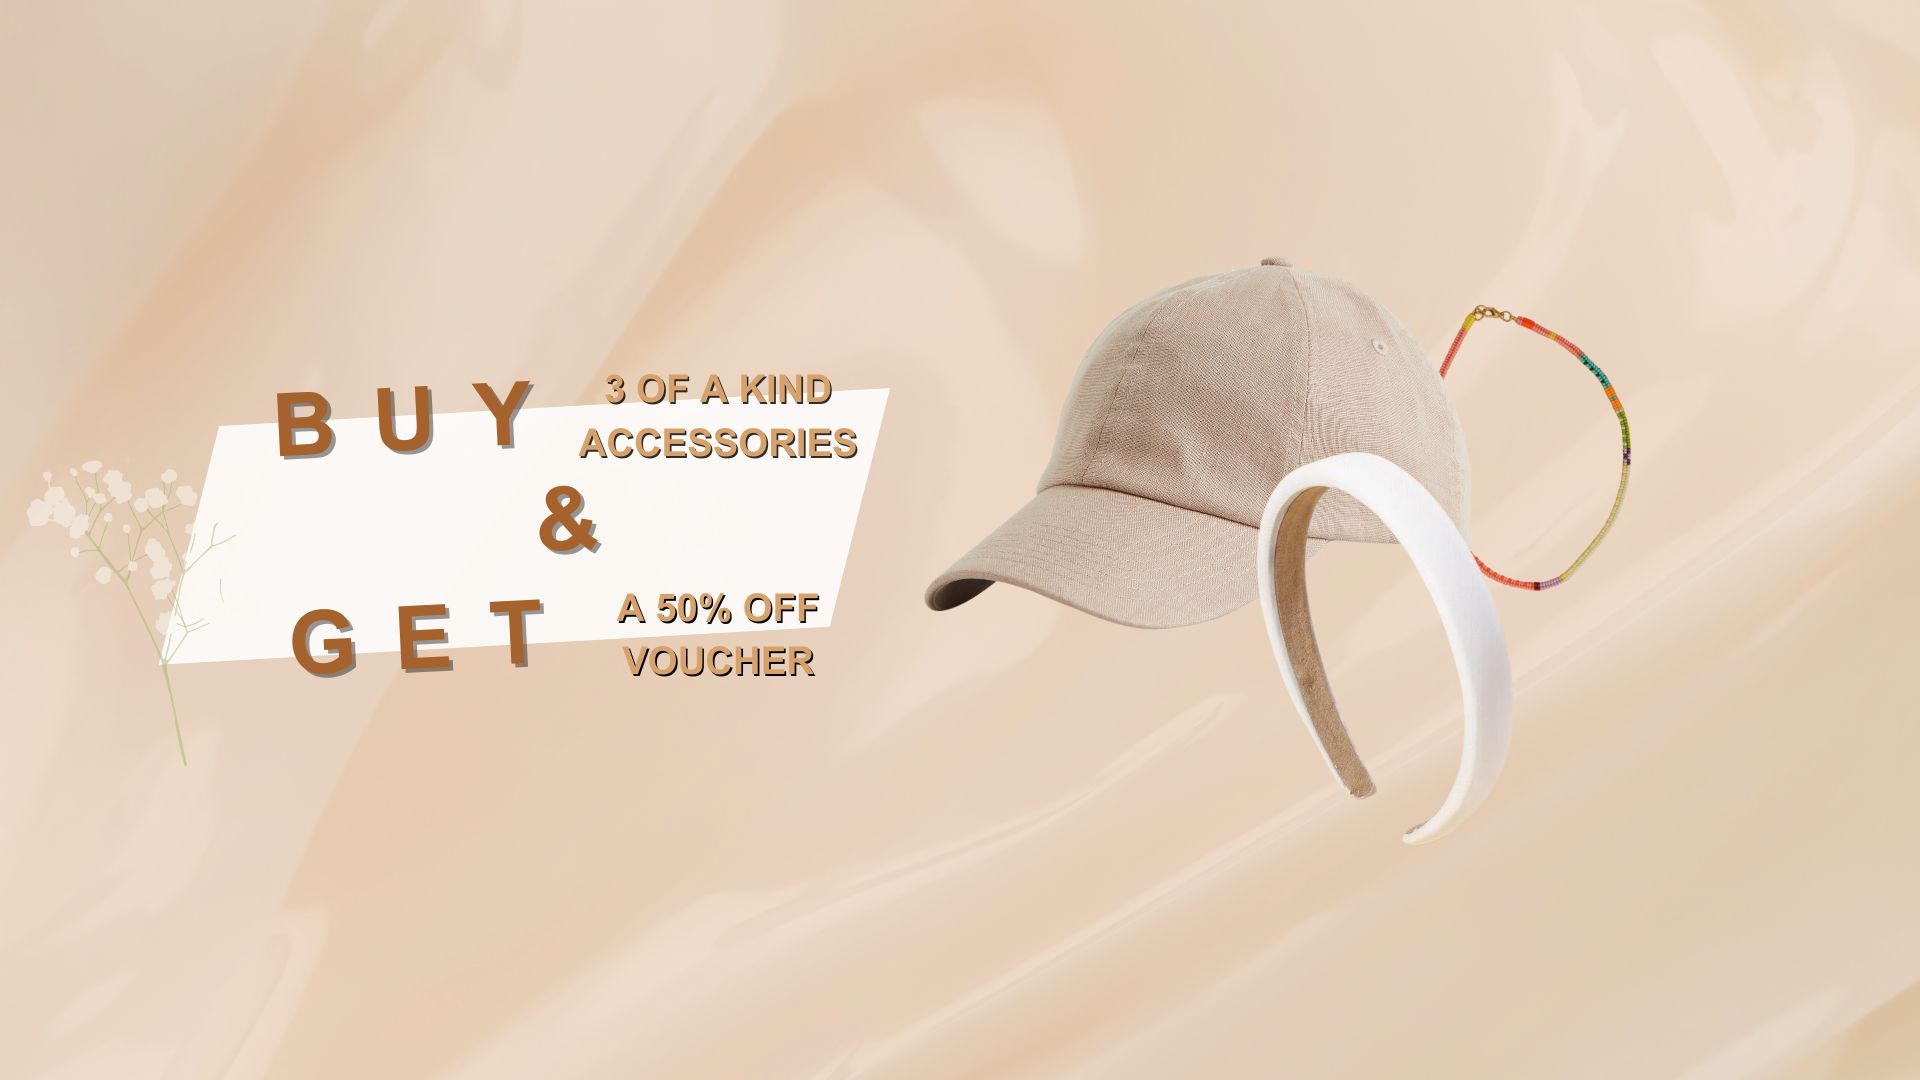 BUY
3 OF A KIND
ACCESSORIES
&
GET
A 50% OFF
VOUCHER